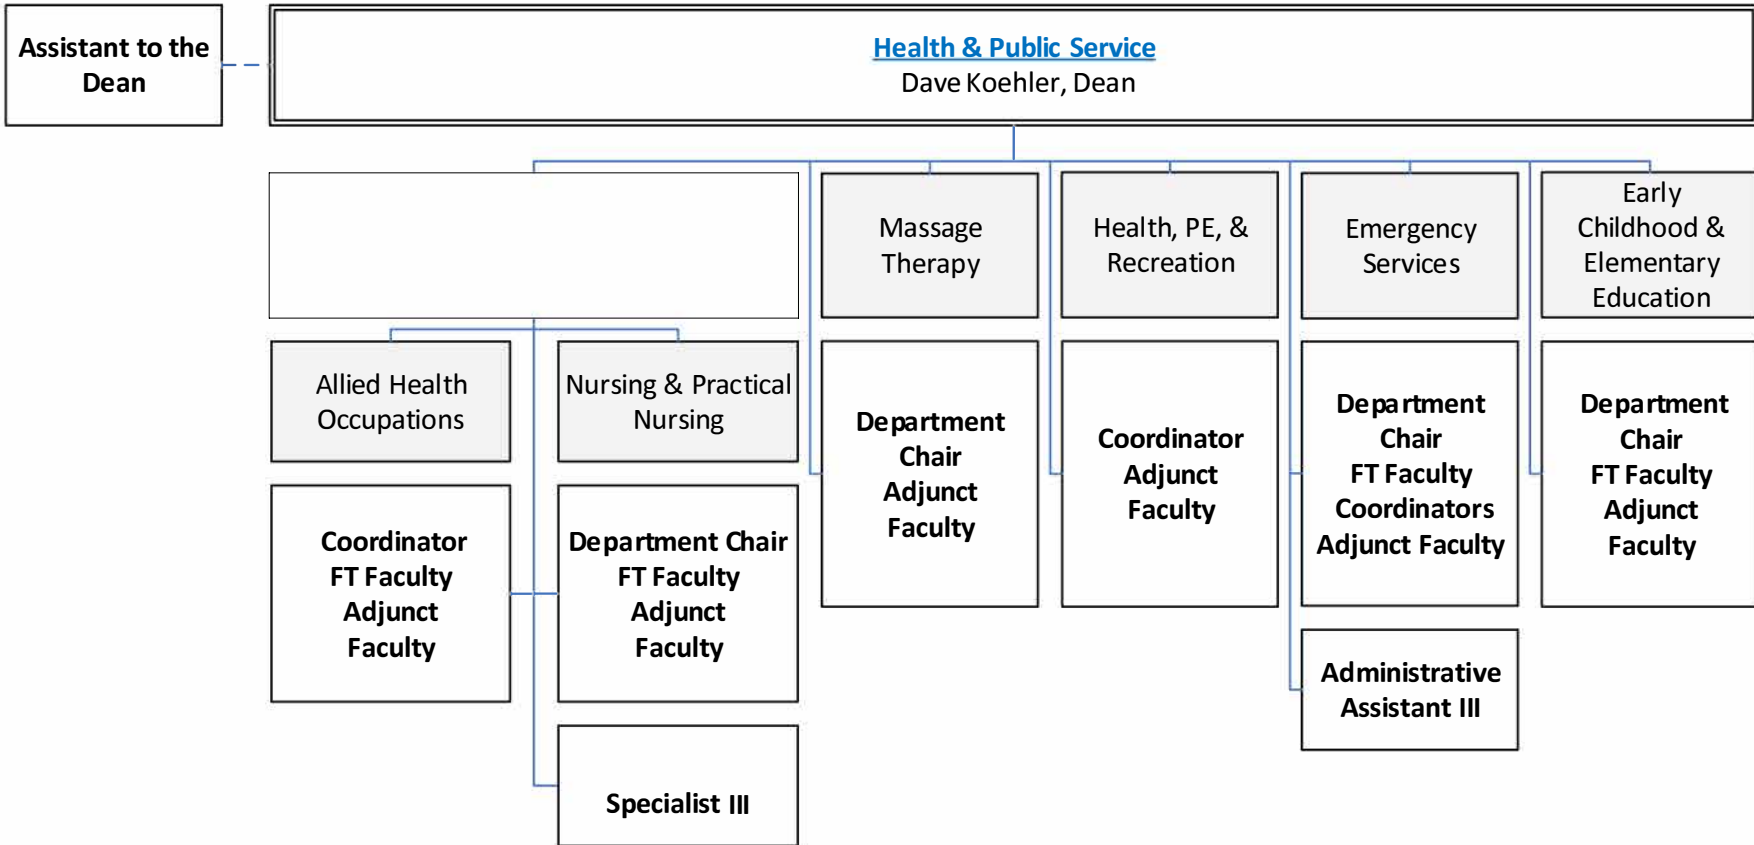 Assistant to the
Dean
Health & Public Service
Dave Koehler, Dean
Massage
Therapy
Health, PE, &
Recreation
Emergency
Services
Early
Childhood &
Elementary
Education
Allied Health
Occupations
Nursing & Practical
Nursing
Department
Chair
Adjunct
Faculty
Coordinator
Adjunct
Faculty
Department
Chair
FT Faculty
Coordinators
Adjunct Faculty
Department
Chair
FT Faculty
Adjunct
Faculty
Coordinator
FT Faculty
Adjunct
Faculty
Department Chair
FT Faculty
Adjunct
Faculty
Administrative
Assistant III
Specialist III